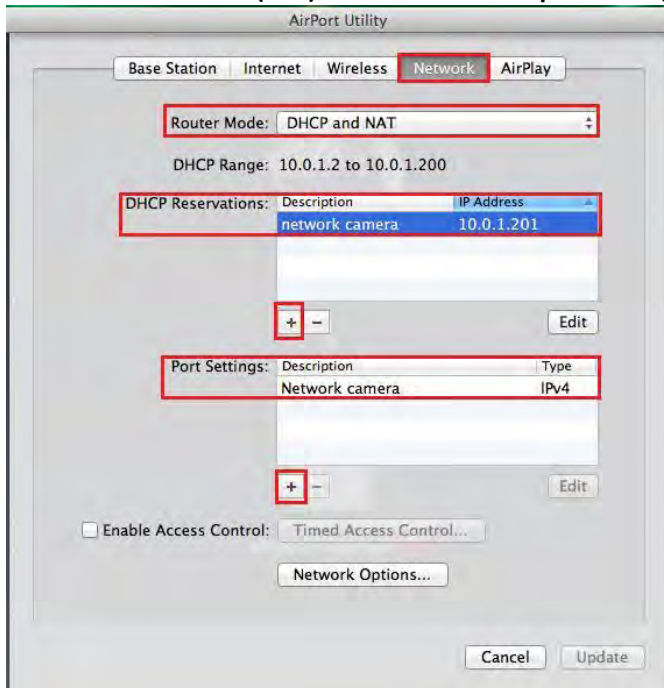 AirPort Utility
Base Station Internet Wireless Network AirPlay
Router Mode: DHCP and NAT
DHCP Range: 10.0.1.2 to 10.0.1.200
DHCP Reservations: Description IP Address
network camera 10.0.1.201
+ - Edit
Port Settings: Description Type
Network camera IPv4
+ - Edit
Enable Access Control: Timed Access Control...
Network Options...
Cancel Update